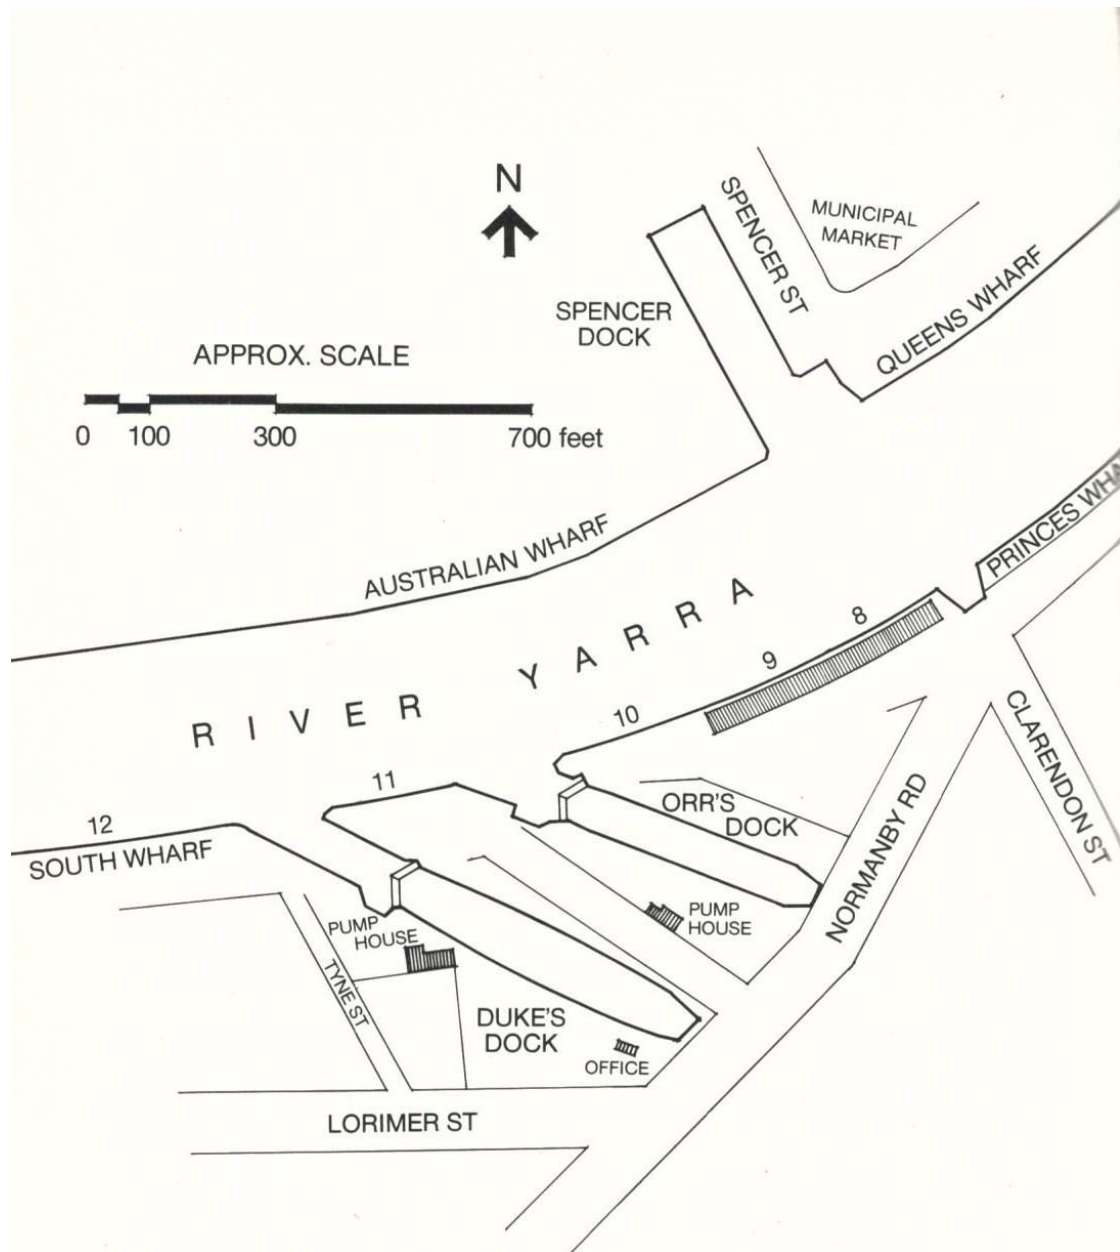 N
SPENCER ST
MUNICIPAL
MARKET
SPENCER
DOCK
QUEENS WHARF
APPROX. SCALE
0 100 300 700 feet
AUSTRALIAN WHARF
PRINCES WHA
RIVER YARRA
8
9
10
11
12
SOUTH WHARF
ORR'S
DOCK
CLARENDON ST
NORMANBY RD
PUMP
HOUSE
PUMP
HOUSE
TYNE ST
DUKE'S
DOCK
OFFICE
LORIMER ST